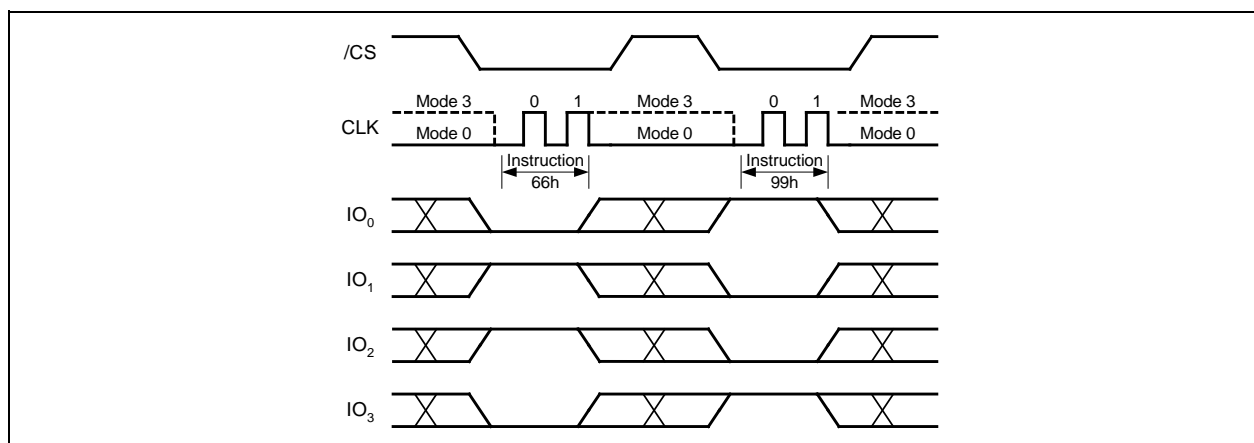 /CS
Mode 3 0 1 Mode 3 0 1 Mode 3
CLK
Mode 0 Mode 0 Mode 0
Instruction Instruction
66h 99h
IO₀
IO₁
IO₂
IO₃